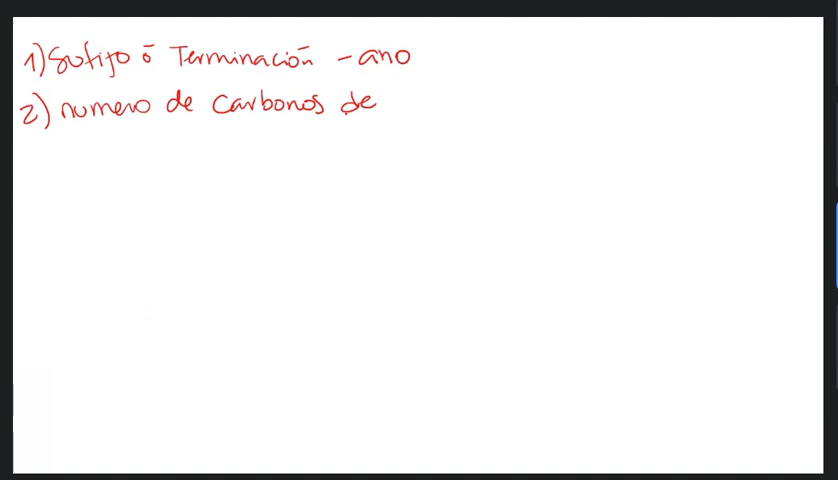 1) Sufijo ó Terminación -ano
2) numero de carbonos de